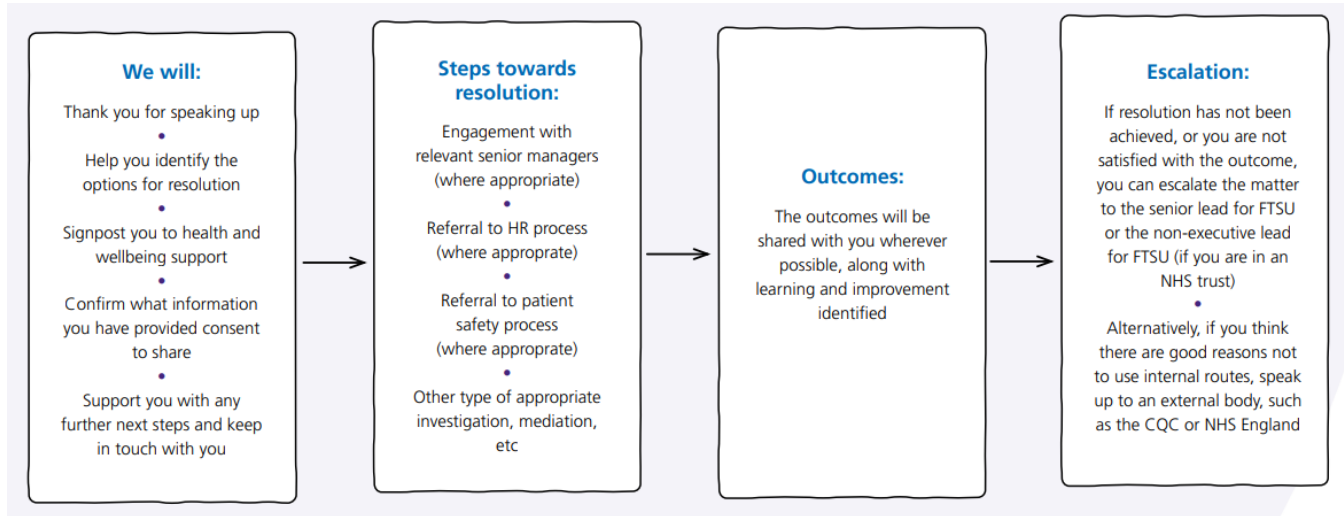 We will:
Thank you for speaking up
•
Help you identify the
options for resolution
•
Signpost you to health and
wellbeing support
•
Confirm what information
you have provided consent
to share
•
Support you with any
further next steps and keep
in touch with you
Steps towards
resolution:
Engagement with
relevant senior managers
(where appropriate)
•
Referral to HR process
(where appropriate)
•
Referral to patient
safety process
(where approprate)
•
Other type of appropriate
investigation, mediation,
etc
Outcomes:
The outcomes will be
shared with you wherever
possible, along with
learning and improvement
identified
Escalation:
If resolution has not been
achieved, or you are not
satisfied with the outcome,
you can escalate the matter
to the senior lead for FTSU
or the non-executive lead
for FTSU (if you are in an
NHS trust)
•
Alternatively, if you think
there are good reasons not
to use internal routes, speak
up to an external body, such
as the CQC or NHS England